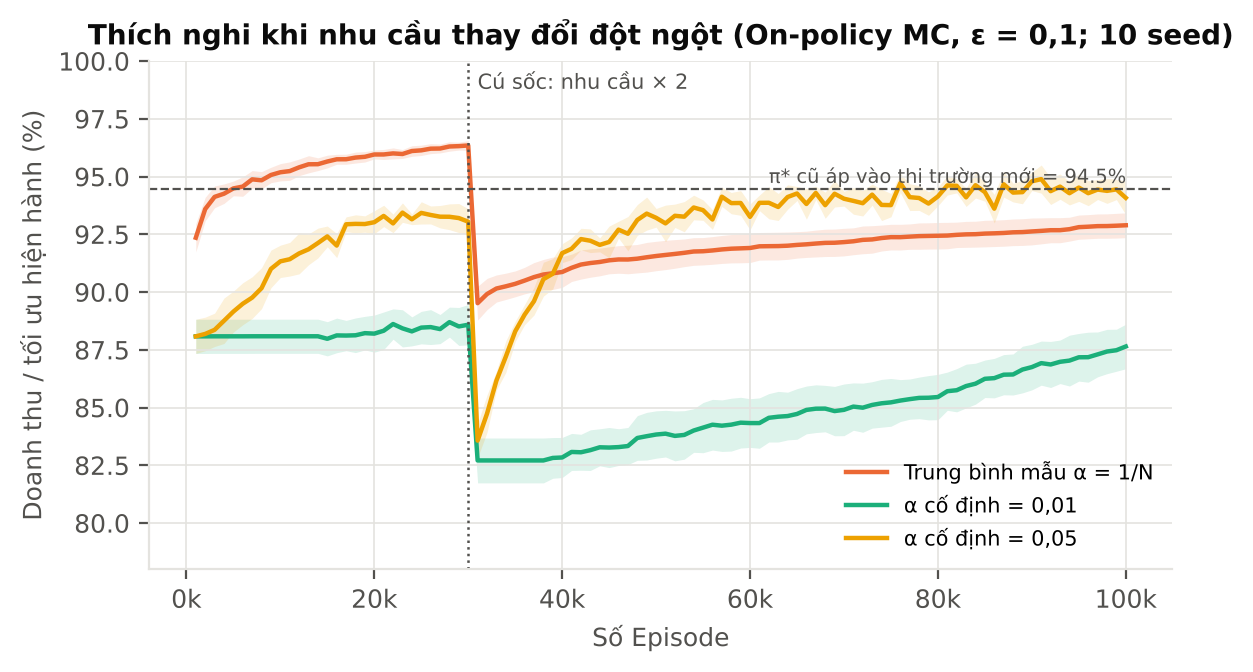 Thích nghi khi nhu cầu thay đổi đột ngột (On-policy MC, ε = 0,1; 10 seed)
Doanh thu / tối ưu hiện hành (%)
100.0
97.5
95.0
92.5
90.0
87.5
85.0
82.5
80.0
Cú sốc: nhu cầu × 2
π* cũ áp vào thị trường mới = 94.5%
Trung bình mẫu α = 1/N
α cố định = 0,01
α cố định = 0,05
0k
20k
40k
60k
80k
100k
Số Episode